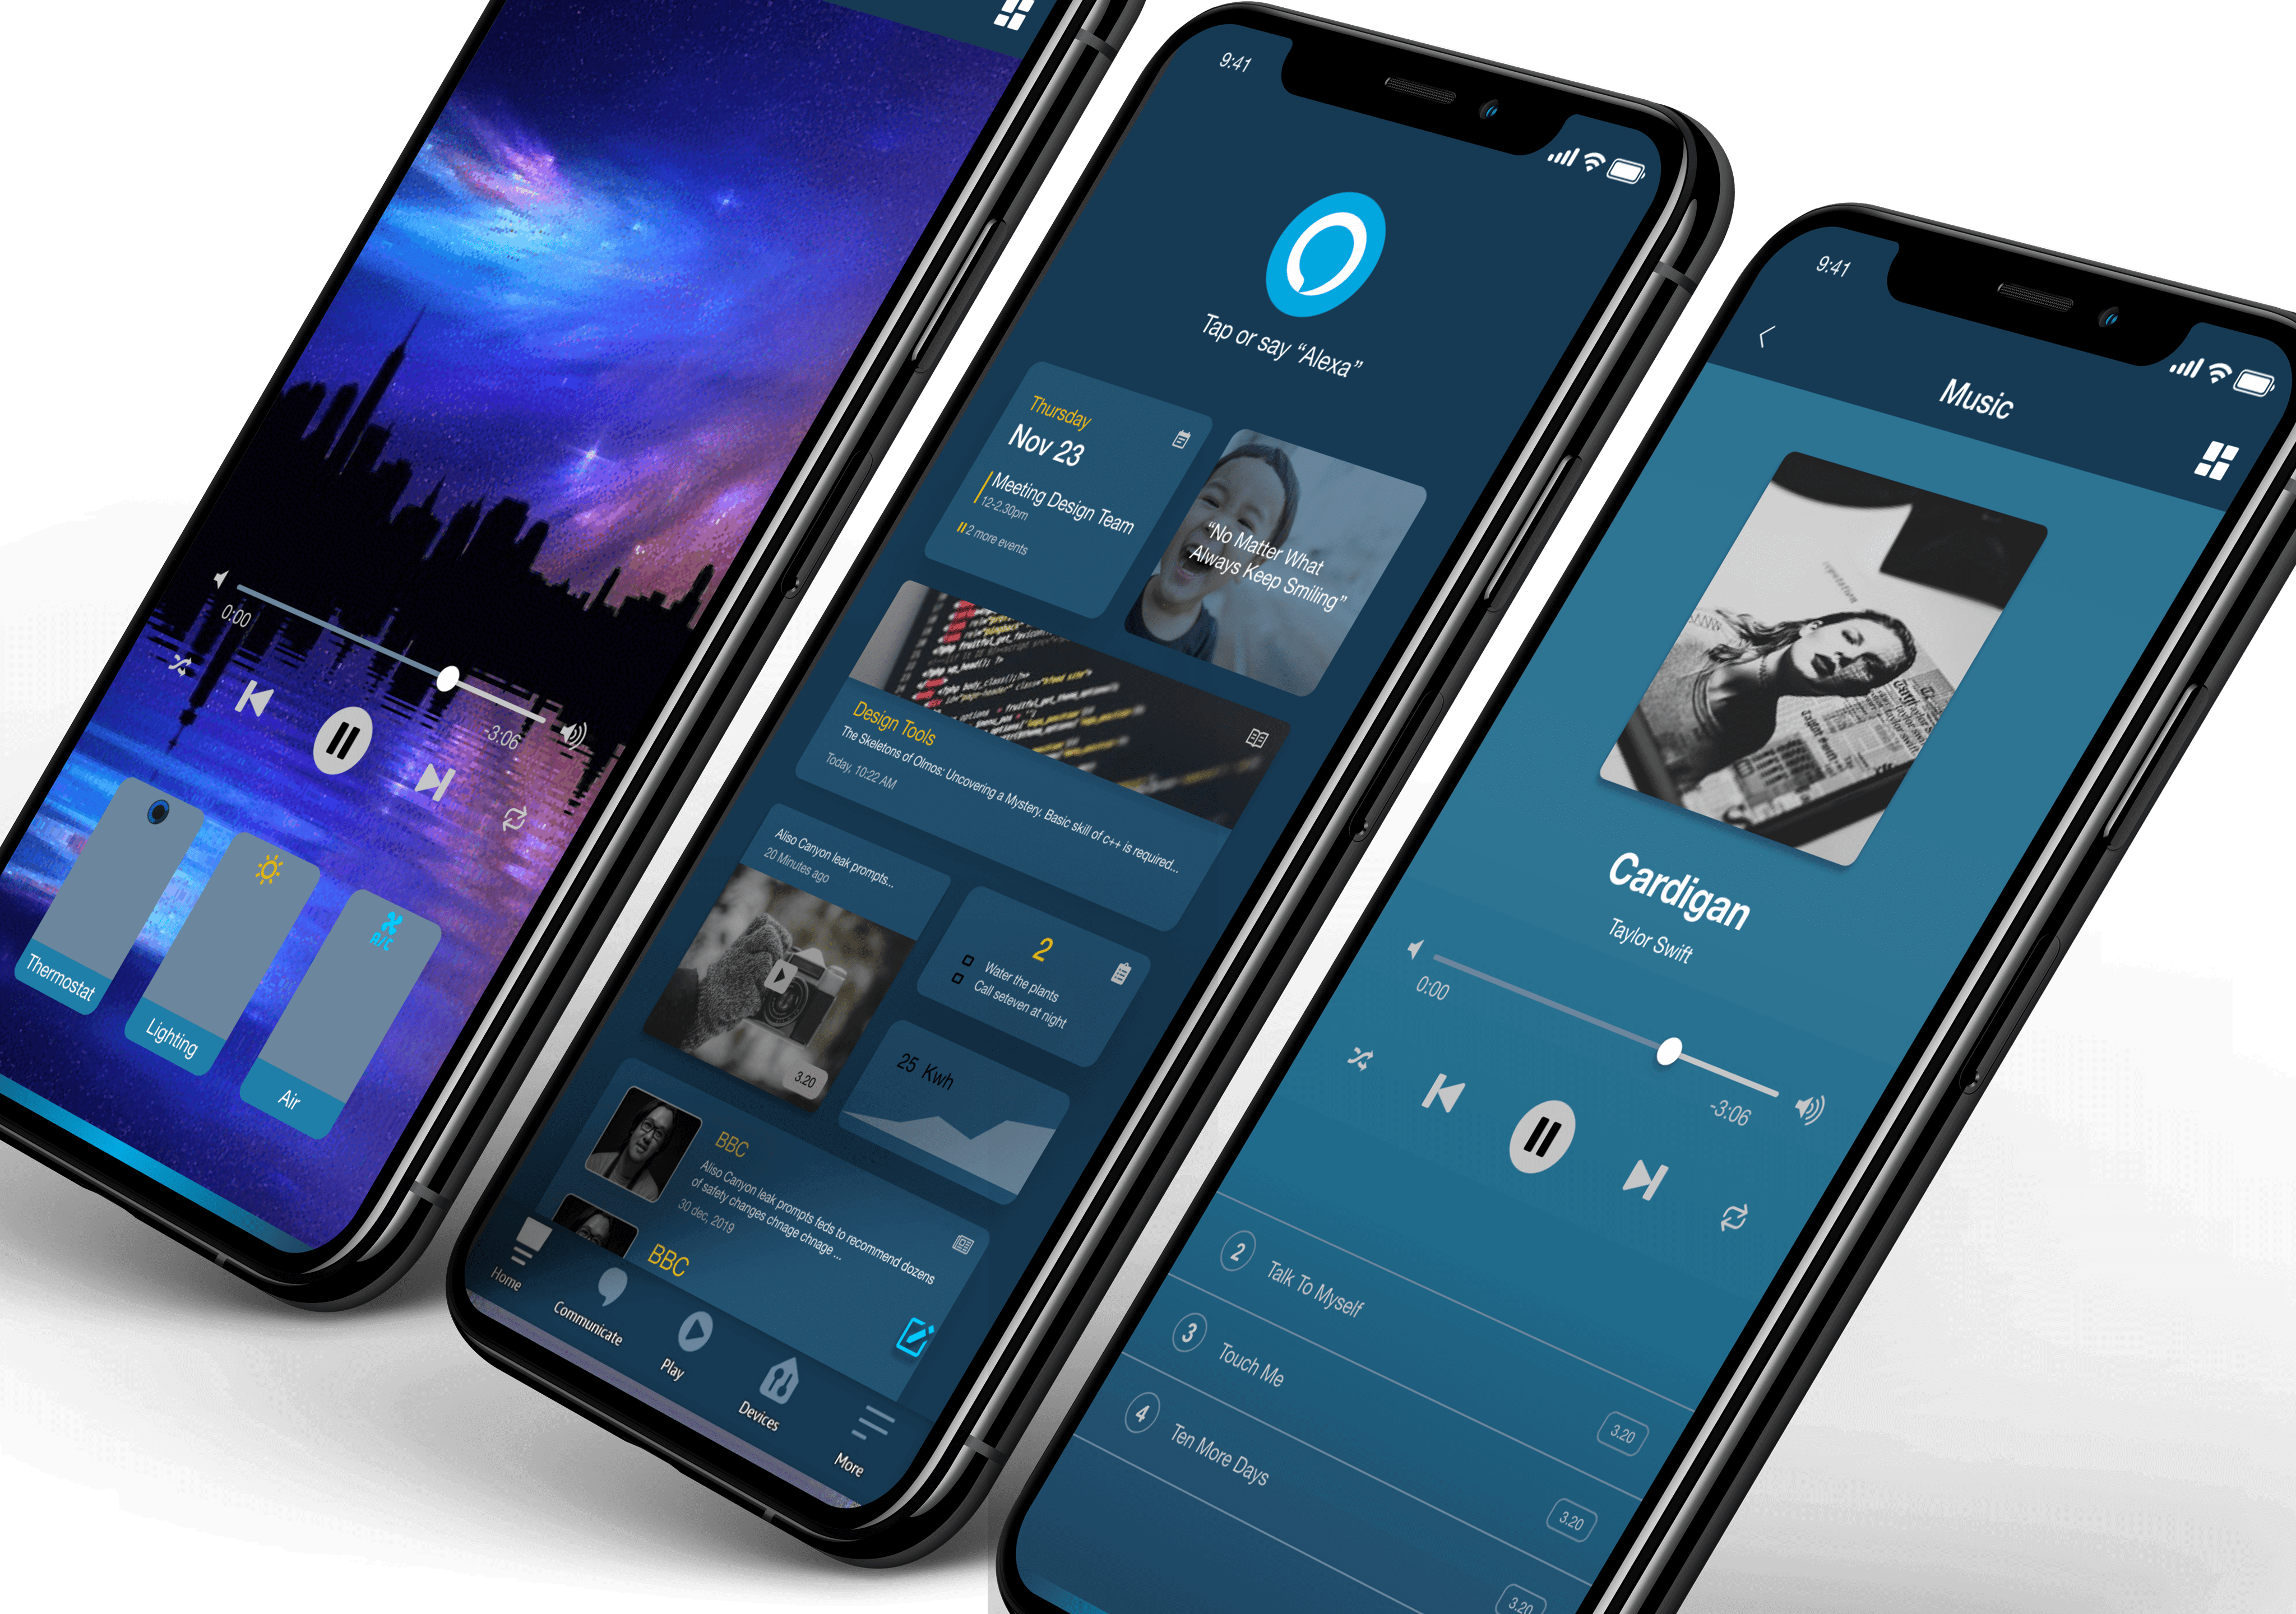 0:00
-3:06
Thermostat
Lighting
A/C
Air
9:41
Tap or say “Alexa”
Thursday
Nov 23
Meeting Design Team
12-2.30pm
2 more events
“No Matter What
Always Keep Smiling”
Design Tools
The Skeletons of Olmos: Uncovering a Mystery. Basic skill of c++ is required...
Today, 10:22 AM
Aliso Canyon leak prompts...
20 Minutes ago
3.20
2
Water the plants
Call seteven at night
25 Kwh
BBC
Aliso Canyon leak prompts feds to recommend dozens
of safety changes chnage chnage ...
30 dec, 2019
BBC
Home
Communicate
Play
Devices
More
9:41
Music
Cardigan
Taylor Swift
0:00
-3:06
2
Talk To Myself
3.20
3
Touch Me
3.20
4
Ten More Days
3.20